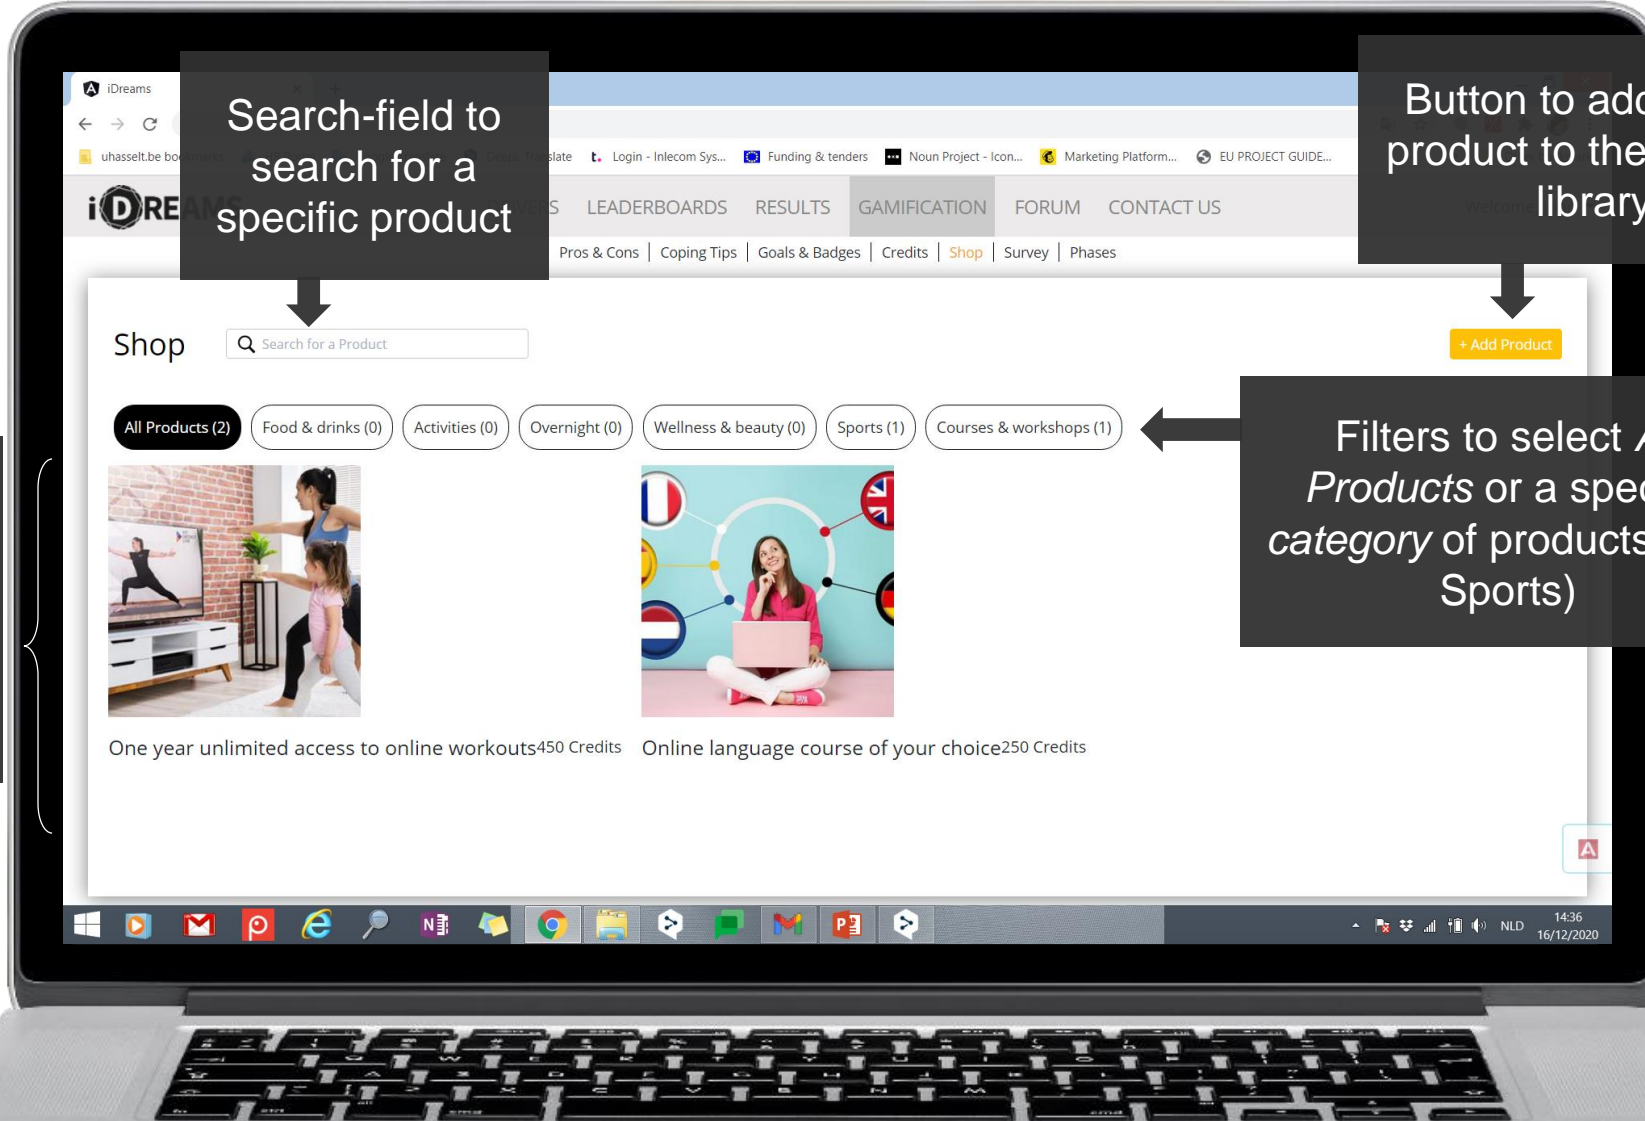 iDreams
Search-field to
search for a
specific product
Button to add
product to the
library
uhasselt.be
Login - Inlecom Sys...
Funding & tenders
Noun Project - Icon...
Marketing Platform...
EU PROJECT GUIDE...
iDREAMS
LEADERBOARDS
RESULTS
GAMIFICATION
FORUM
CONTACT US
Welcome
Pros & Cons | Coping Tips | Goals & Badges | Credits | Shop | Survey | Phases
Shop
Search for a Product
+ Add Product
All Products (2)
Food & drinks (0)
Activities (0)
Overnight (0)
Wellness & beauty (0)
Sports (1)
Courses & workshops (1)
Filters to select
Products or a
category of products
Sports)
One year unlimited access to online workouts450 Credits
Online language course of your choice250 Credits
NLD
14:36
16/12/2020